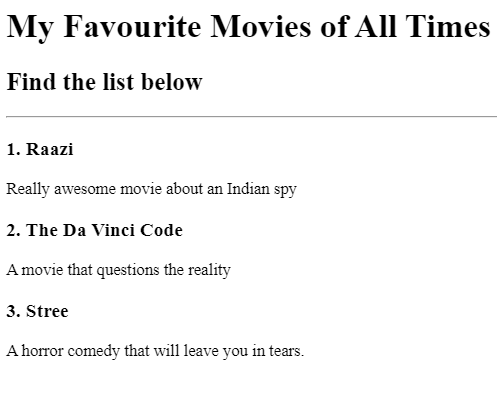 My Favourite Movies of All Times
Find the list below
1. Raazi
Really awesome movie about an Indian spy
2. The Da Vinci Code
A movie that questions the reality
3. Stree
A horror comedy that will leave you in tears.